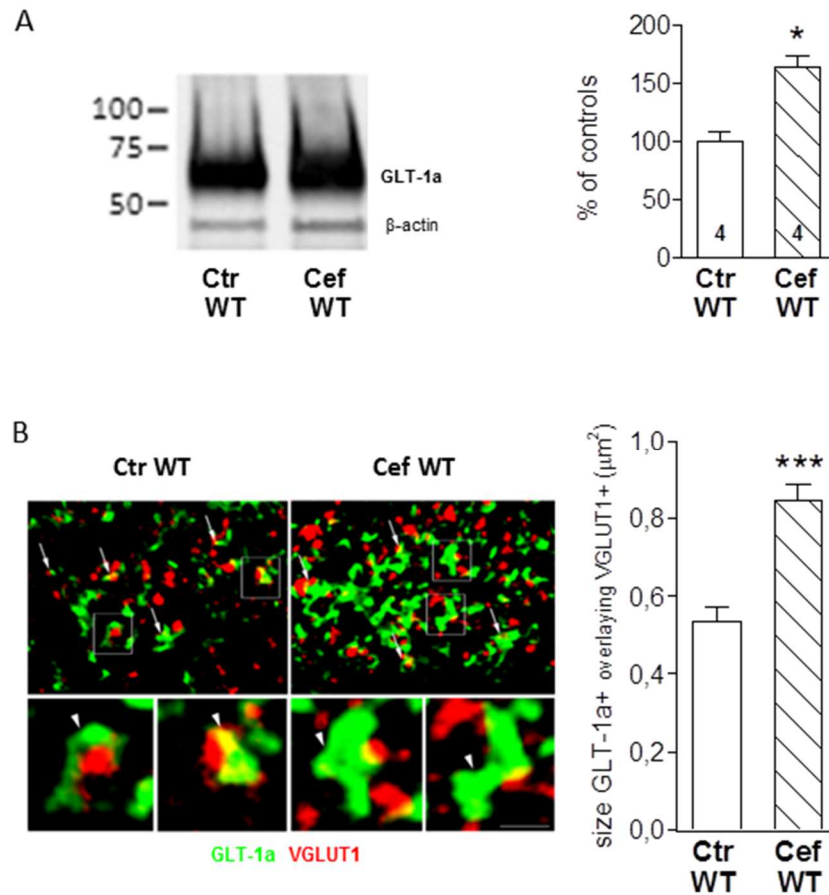 A
100
75
50
GLT-1a
β-actin
Ctr
WT
Cef
WT
% of controls
200
150
100
50
0
*
4
4
Ctr
WT
Cef
WT
B
Ctr WT
Cef WT
GLT-1a VGLUT1
size GLT-1a+ overlaying VGLUT1+ (μm²)
1,0
0,8
0,6
0,4
0,2
0,0
***
Ctr
WT
Cef
WT